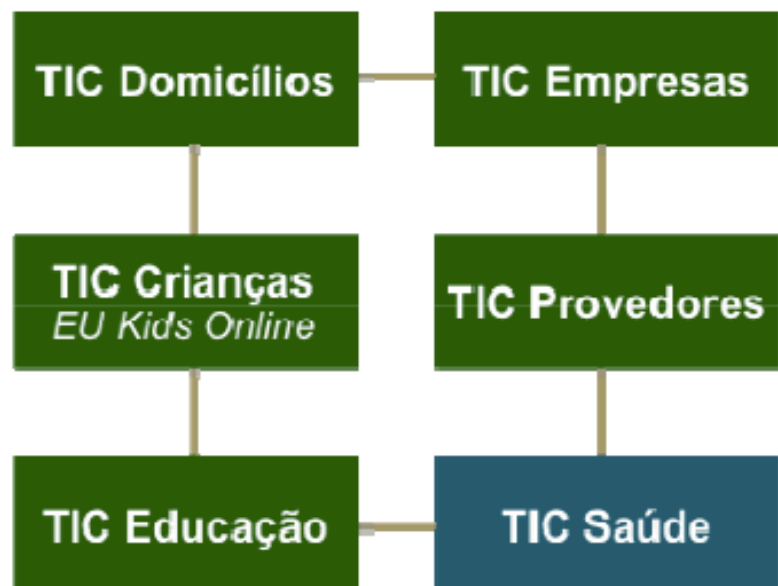 TIC Domicílios
TIC Empresas
TIC Crianças
EU Kids Online
TIC Provedores
TIC Educação
TIC Saúde